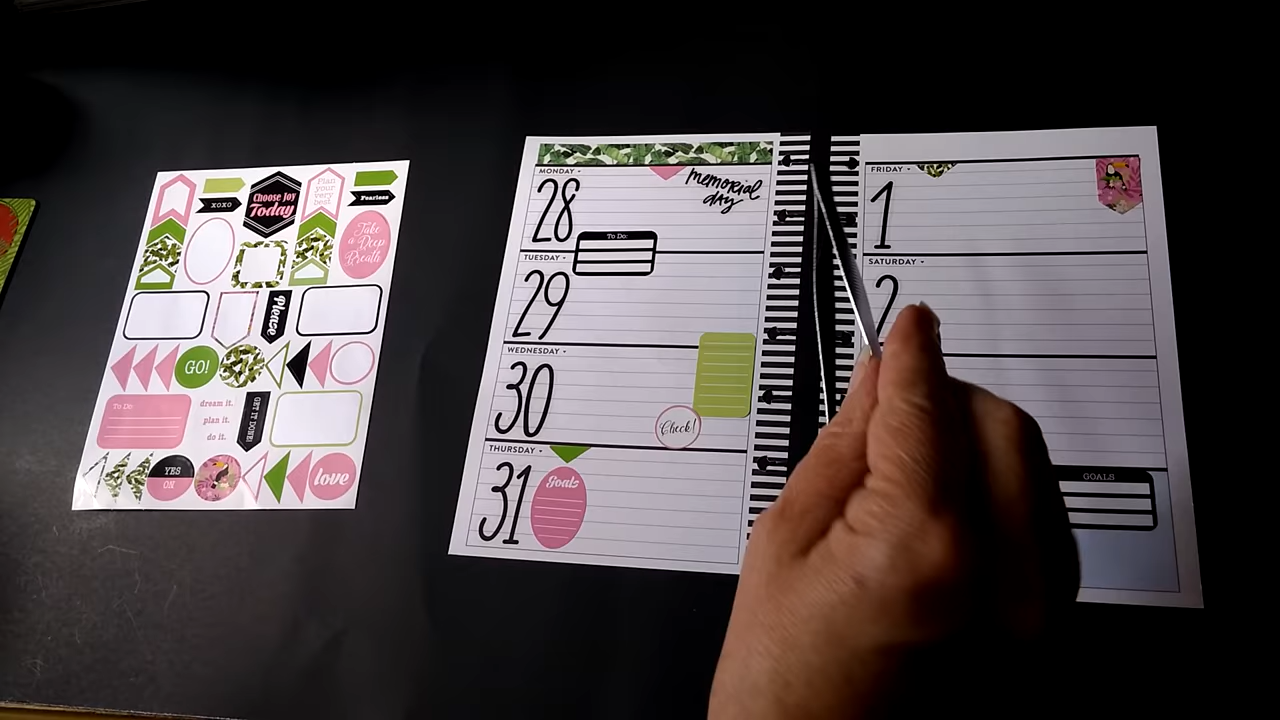 XOXO
Choose Joy
Today
Plan
your
very
best
Fearless
Take
a Deep
Breath
Please
GO!
To Do:
dream it.
plan it.
do it.
GET IT DONE!
YES
ON
love
MONDAY
28
memorial
day
To Do:
TUESDAY
29
WEDNESDAY
30
Check!
THURSDAY
31
Goals
FRIDAY
1
SATURDAY
2
GOALS